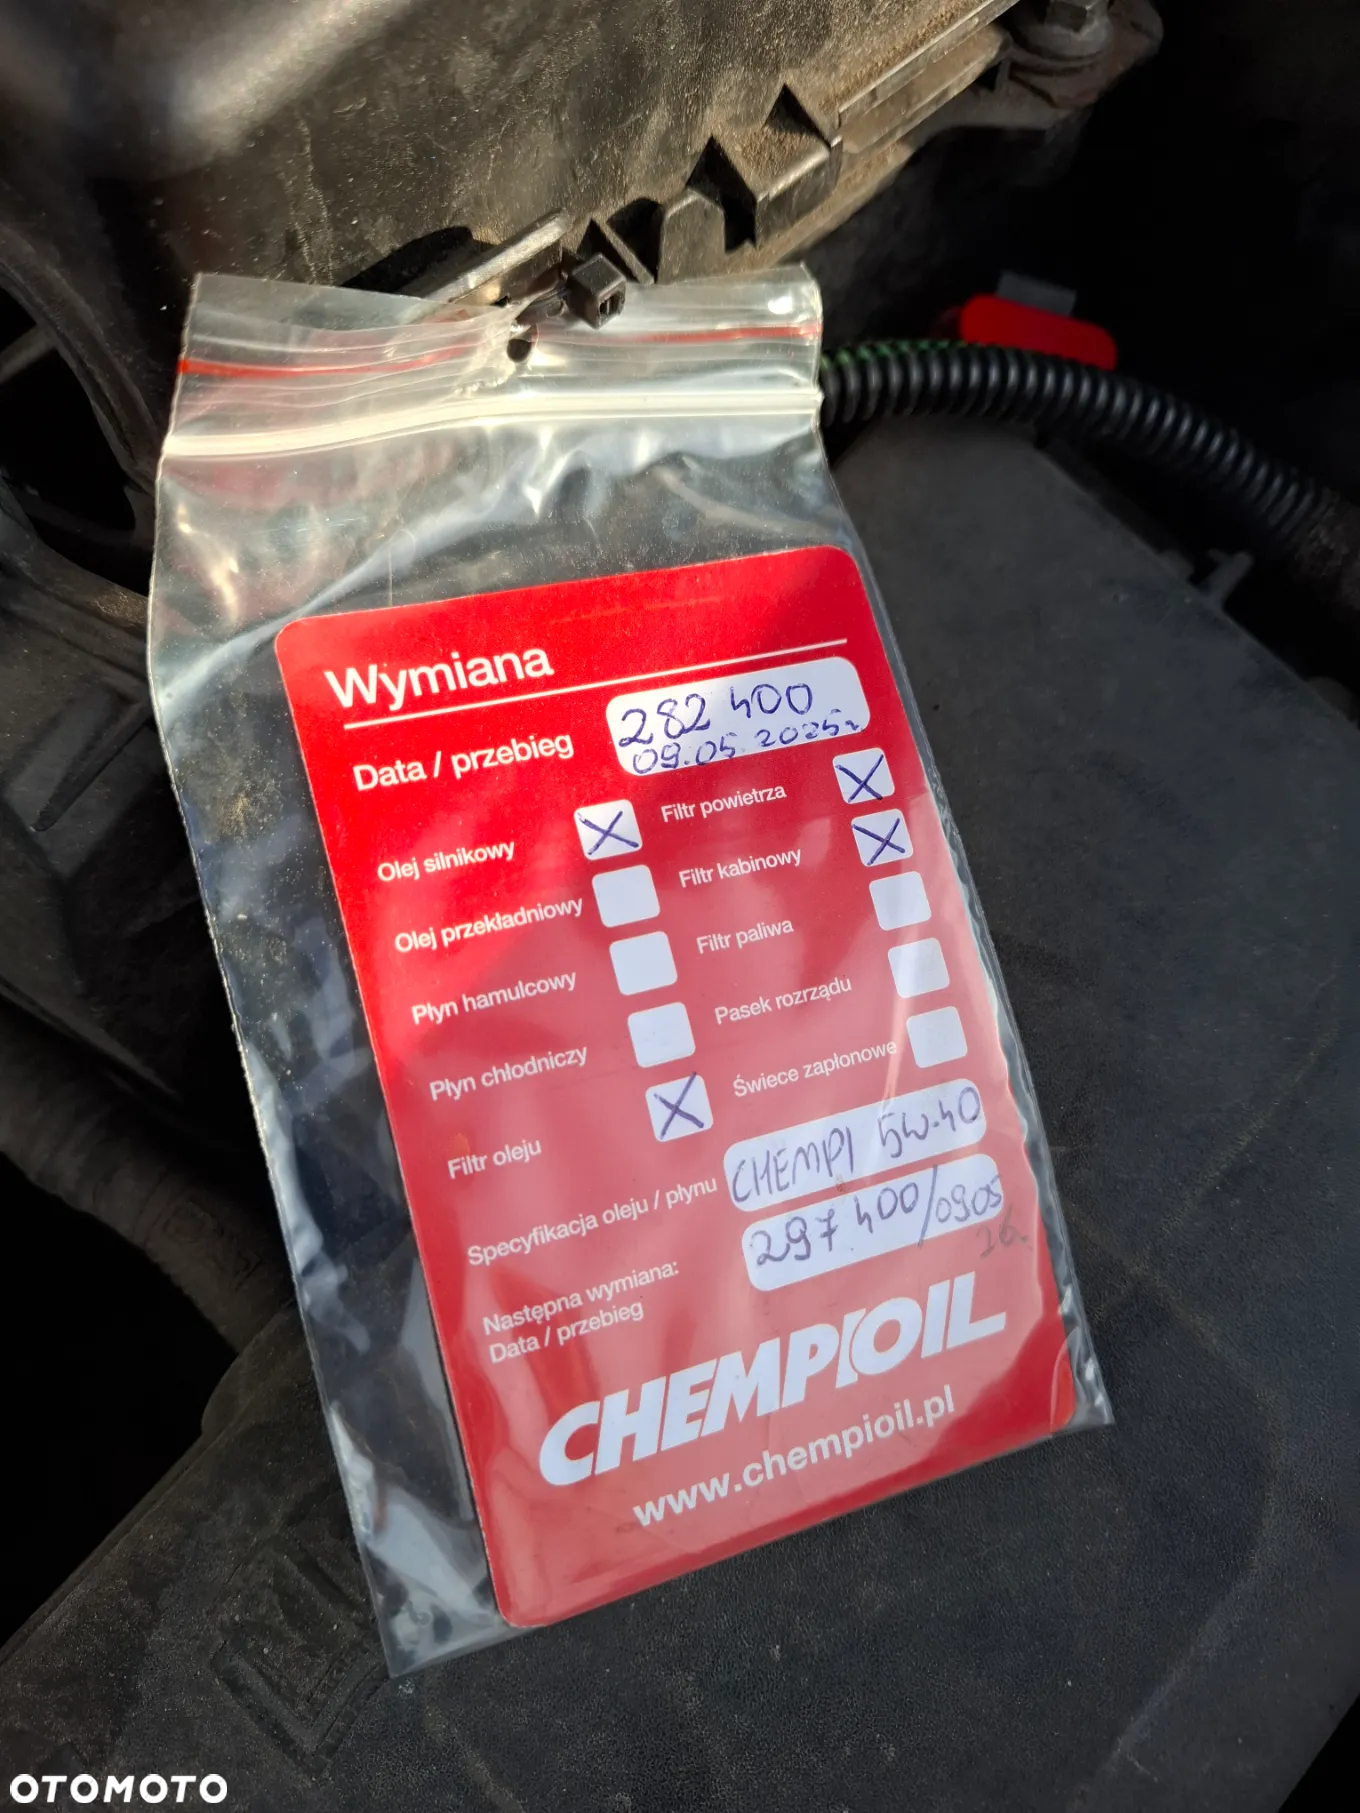 Wymiana
Data / przebieg 282 400
09.05.2025r
Olej silnikowy X Filtr powietrza X
Olej przekładniowy Filtr kabinowy X
Płyn hamulcowy Filtr paliwa
Płyn chłodniczy Pasek rozrządu
Filtr oleju X Świece zapłonowe
Specyfikacja oleju / płynu CHEMPI 5W-40
Następna wymiana:
Data / przebieg 297 400/0905
26
CHEMPIOIL
www.chempioil.pl
OTOMOTO